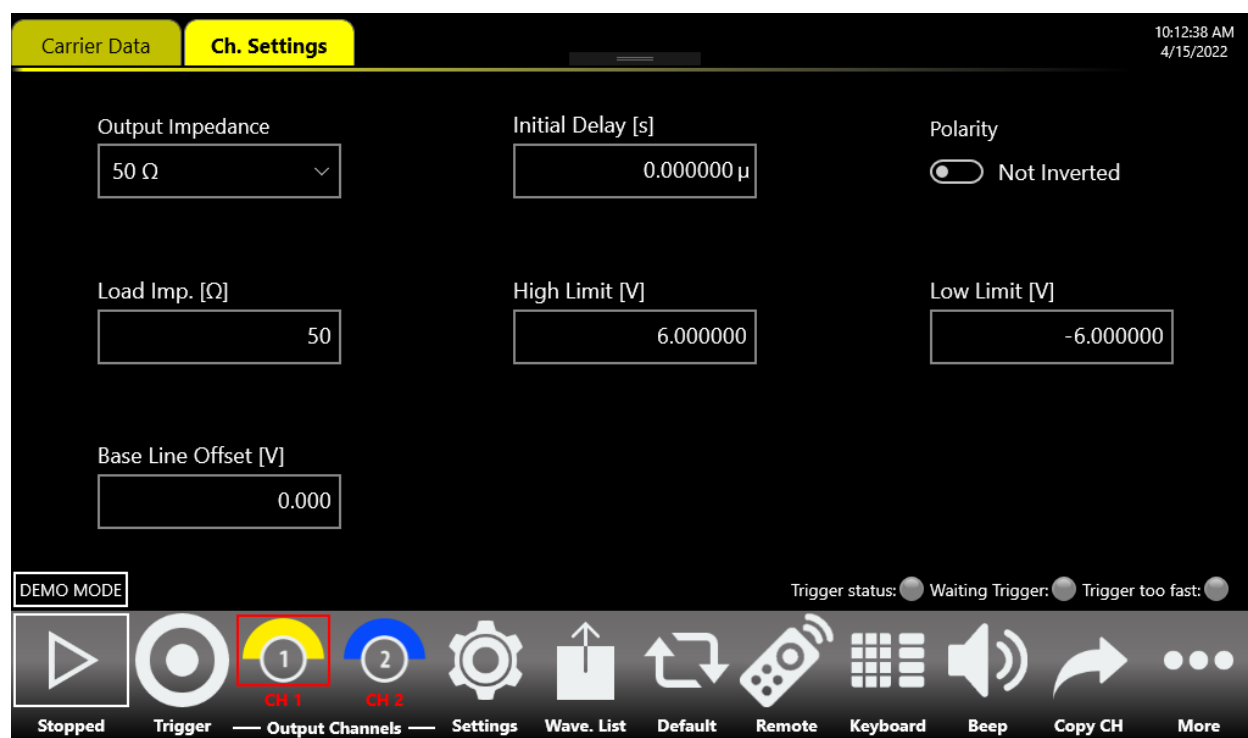 Carrier Data
Ch. Settings
10:12:38 AM
4/15/2022
Output Impedance
Initial Delay [s]
Polarity
50 Ω
0.000000 µ
Not Inverted
Load Imp. [Ω]
High Limit [V]
Low Limit [V]
50
6.000000
-6.000000
Base Line Offset [V]
0.000
DEMO MODE
Trigger status:
Waiting Trigger:
Trigger too fast:
1
2
CH 1
CH 2
Stopped
Trigger
Output Channels
Settings
Wave. List
Default
Remote
Keyboard
Beep
Copy CH
More